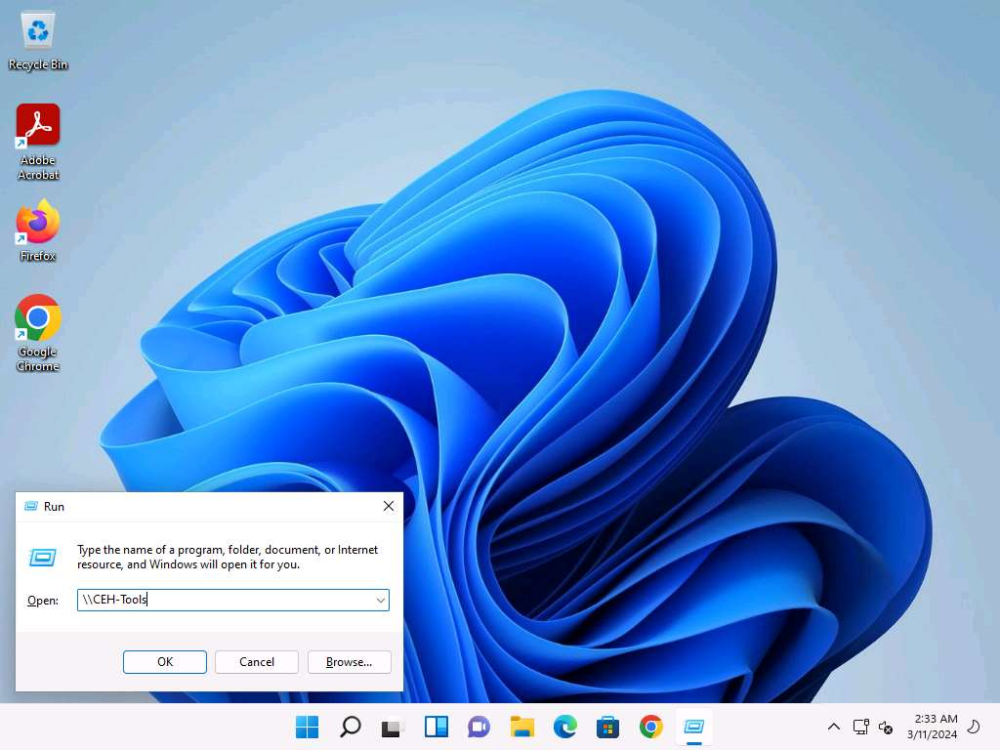 Recycle Bin
Adobe
Acrobat
Firefox
Google
Chrome
Run
Type the name of a program, folder, document, or Internet
resource, and Windows will open it for you.
Open:
\\CEH-Tools
OK
Cancel
Browse...
2:33 AM
3/11/2024